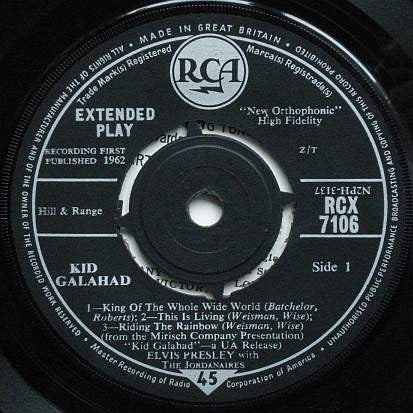 MADE IN GREAT BRITAIN
ALL RIGHTS OF THE MANUFACTURER AND OF THE OWNER OF THE RECORDED WORK RESERVED
UNAUTHORISED PUBLIC PERFORMANCE BROADCASTING AND COPYING OF THIS RECORD PROHIBITED
Trade Mark(s) Registered
Marca(s) Registrada(s)
RCA
EXTENDED
PLAY
"New Orthophonic"
High Fidelity
RECORDING FIRST
PUBLISHED 1962
Z/T
N2PH-3137
Hill & Range
RCX
7106
KID
GALAHAD
Side 1
1—King Of The Whole Wide World (Batchelor,
Roberts); 2—This Is Living (Weisman, Wise);
3—Riding The Rainbow (Weisman, Wise)
(from the Mirisch Company Presentation)
"Kid Galahad"—a UA Release)
ELVIS PRESLEY with
THE JORDANAIRES
Master Recording of Radio
45
Corporation of America